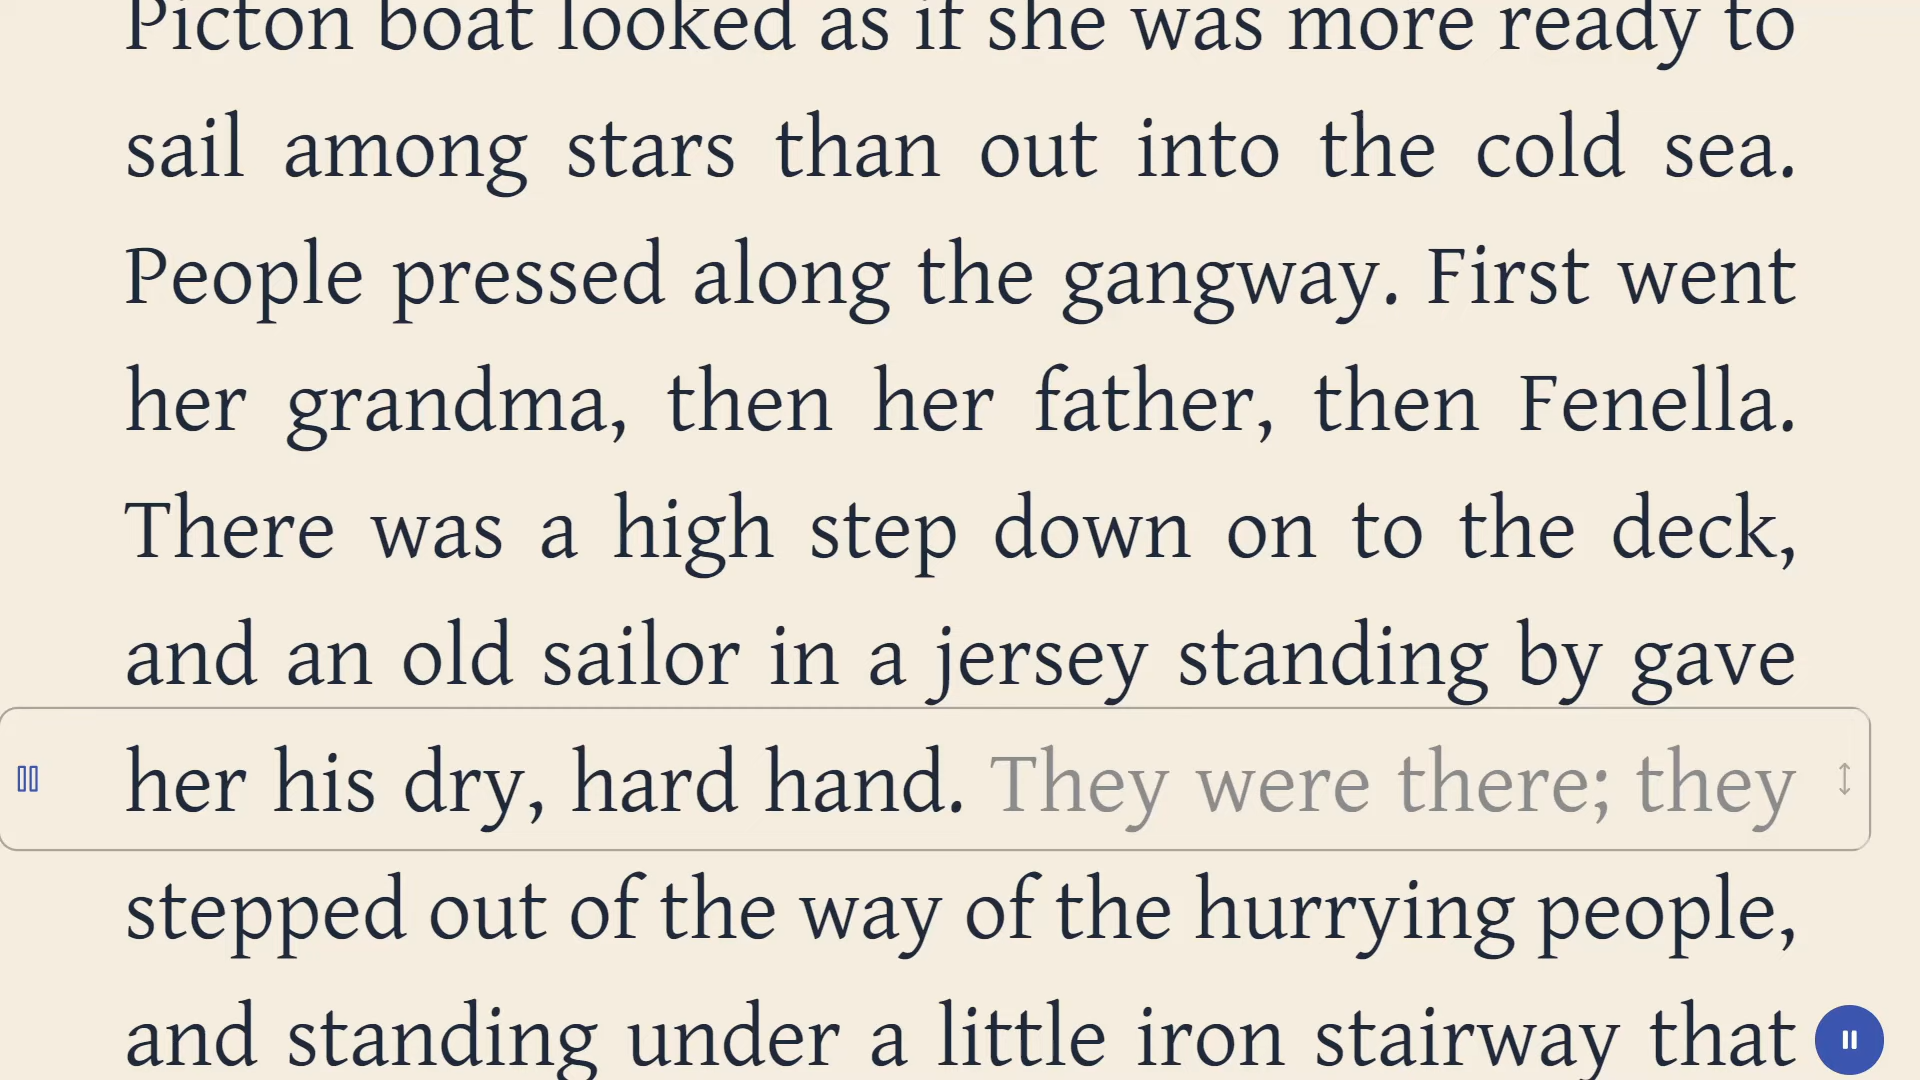 Picton boat looked as if she was more ready to
sail among stars than out into the cold sea.
People pressed along the gangway. First went
her grandma, then her father, then Fenella.
There was a high step down on to the deck,
and an old sailor in a jersey standing by gave
her his dry, hard hand. They were there; they
stepped out of the way of the hurrying people,
and standing under a little iron stairway that